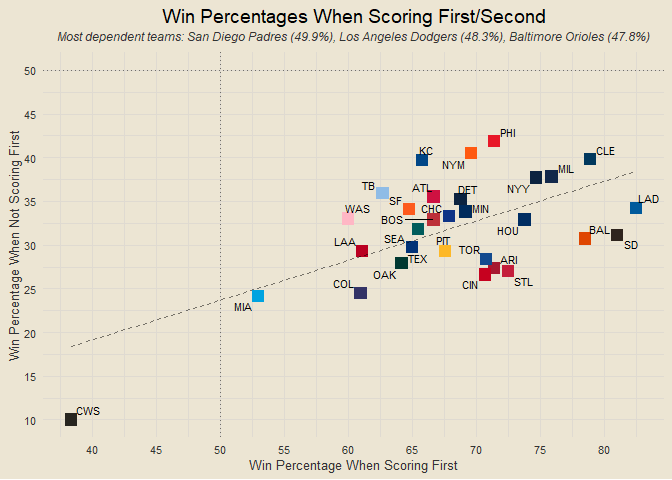 Win Percentages When Scoring First/Second
Most dependent teams: San Diego Padres (49.9%), Los Angeles Dodgers (48.3%), Baltimore Orioles (47.8%)
Win Percentage When Not Scoring First
50
45
40
35
30
25
20
15
10
PHI
KC
NYM
CLE
MIL
TB
ATL
DET
NYY
SF
LAD
WAS
CHC
MIN
BOS
HOU
BAL
SEA
PIT
LAA
SD
TEX
TOR
ARI
OAK
COL
CIN
STL
MIA
CWS
40
45
50
55
60
65
70
75
80
Win Percentage When Scoring First